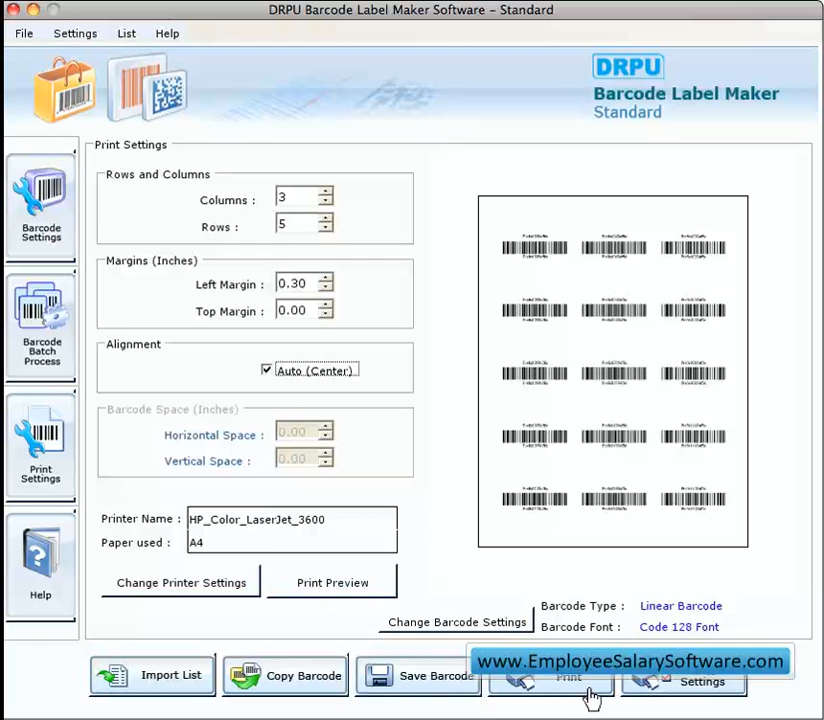 DRPU Barcode Label Maker Software - Standard
File Settings List Help
DRPU
Barcode Label Maker
Standard
Print Settings
Rows and Columns
Columns : 3
Rows : 5
Margins (Inches)
Left Margin : 0.30
Top Margin : 0.00
Alignment
Auto (Center)
Barcode Space (Inches)
Horizontal Space : 0.00
Vertical Space : 0.00
Barcode Settings
Barcode Batch Process
Print Settings
Help
Printer Name : HP_Color_LaserJet_3600
Paper used : A4
Change Printer Settings
Print Preview
Change Barcode Settings
Barcode Type : Linear Barcode
Barcode Font : Code 128 Font
www.EmployeeSalarySoftware.com
Import List
Copy Barcode
Save Barcode
Print
Settings